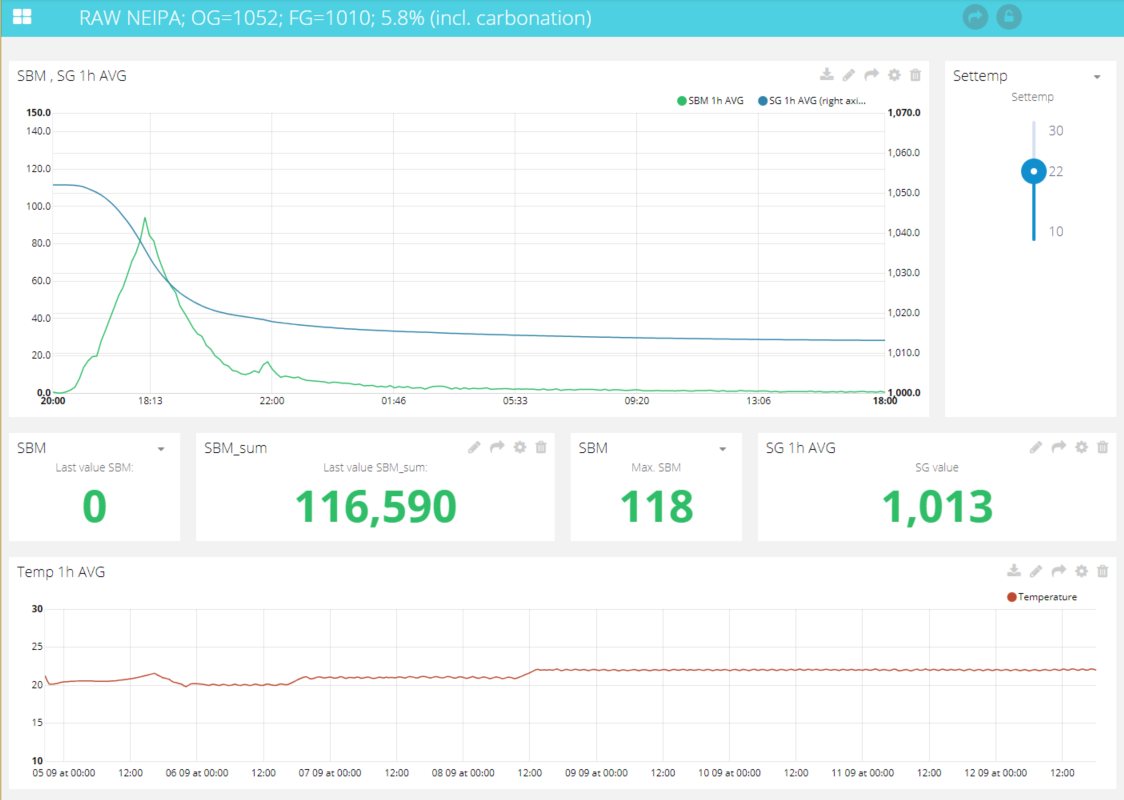 RAW NEIPA; OG=1052; FG=1010; 5.8% (incl. carbonation)
SBM , SG 1h AVG
SBM 1h AVG
SG 1h AVG (right axi...
150.0
140.0
120.0
100.0
80.0
60.0
40.0
20.0
0.0
1,070.0
1,060.0
1,050.0
1,040.0
1,030.0
1,020.0
1,010.0
1,000.0
20:00 18:13 22:00 01:46 05:33 09:20 13:06 18:00
Settemp
Settemp
30
22
10
SBM
Last value SBM:
0
SBM_sum
Last value SBM_sum:
116,590
SBM
Max. SBM
118
SG 1h AVG
SG value
1,013
Temp 1h AVG
Temperature
30
25
20
15
10
05 09 at 00:00 12:00 06 09 at 00:00 12:00 07 09 at 00:00 12:00 08 09 at 00:00 12:00 09 09 at 00:00 12:00 10 09 at 00:00 12:00 11 09 at 00:00 12:00 12 09 at 00:00 12:00